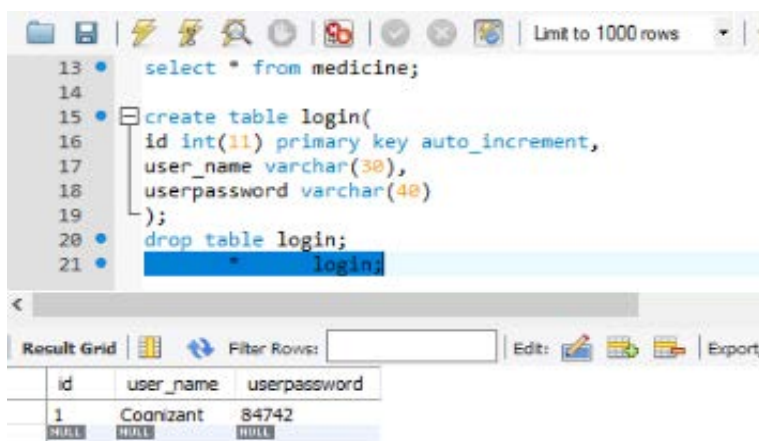 Limit to 1000 rows
13 select * from medicine;
14
15 create table login(
16 id int(11) primary key auto_increment,
17 user_name varchar(30),
18 userpassword varchar(40)
19 );
20 drop table login;
21 * login;
Result Grid Filter Rows: Edit: Export
id user_name userpassword
1 Cognizant 84742
NULL NULL NULL